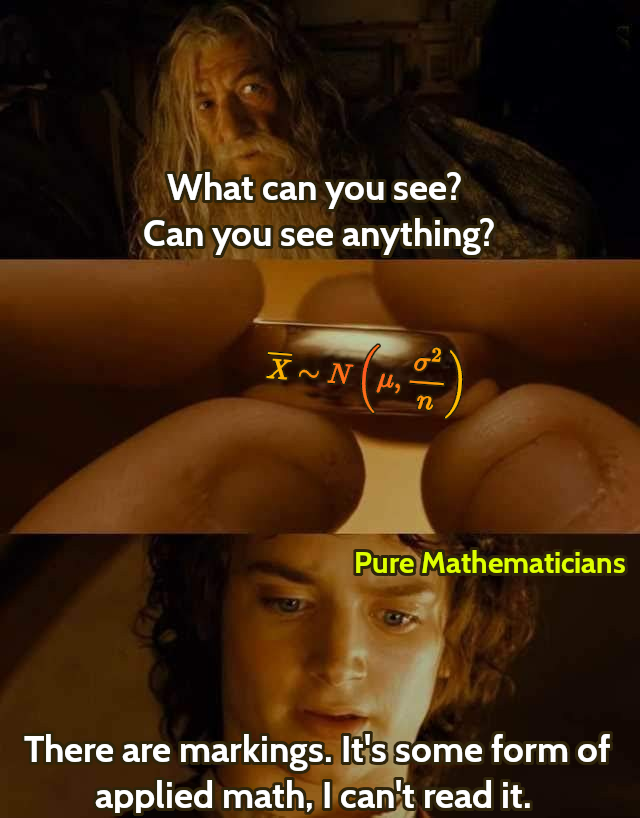 What can you see?
Can you see anything?
X̅ ~ N(μ, σ²/n)
Pure Mathematicians
There are markings. It's some form of
applied math, I can't read it.